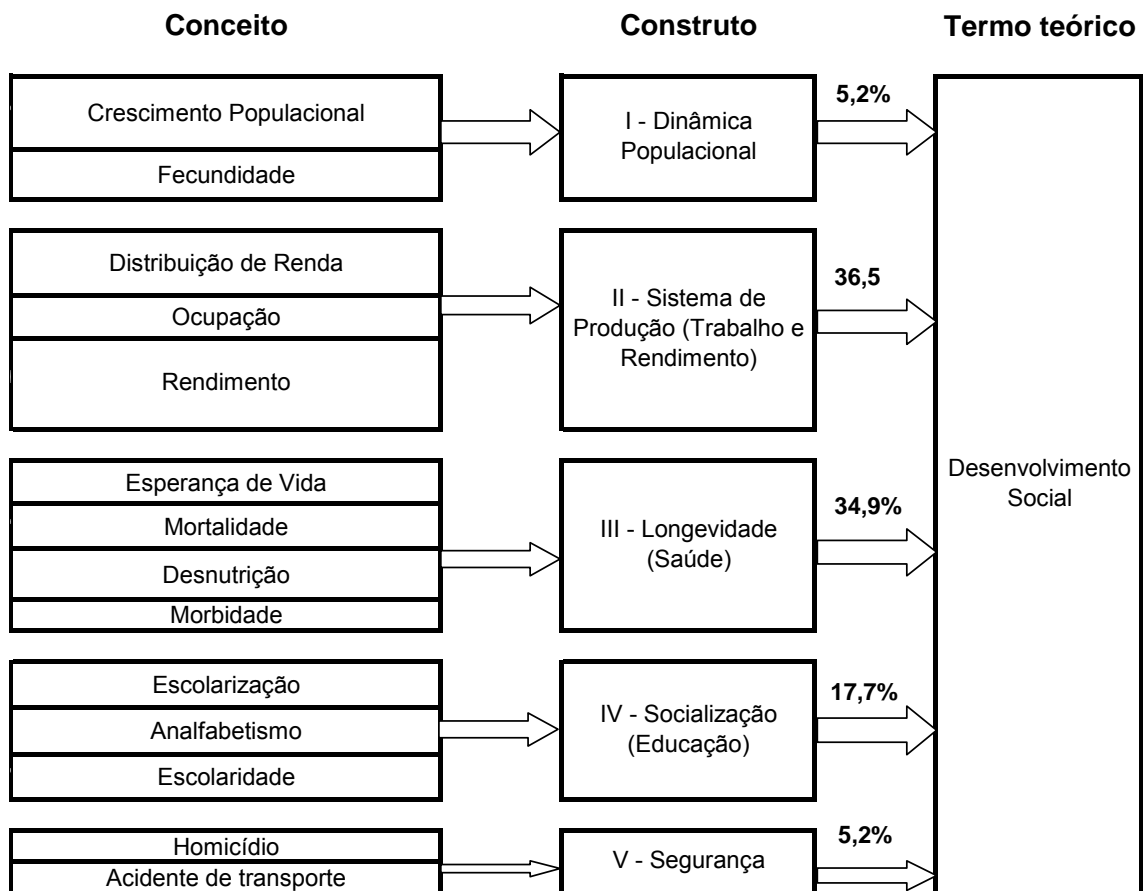 Conceito
Construto
Termo teórico
Crescimento Populacional
Fecundidade
I - Dinâmica
Populacional
5,2%
Distribuição de Renda
Ocupação
Rendimento
II - Sistema de
Produção (Trabalho e
Rendimento)
36,5
Esperança de Vida
Mortalidade
Desnutrição
Morbidade
III - Longevidade
(Saúde)
34,9%
Escolarização
Analfabetismo
Escolaridade
IV - Socialização
(Educação)
17,7%
Homicídio
Acidente de transporte
V - Segurança
5,2%
Desenvolvimento
Social